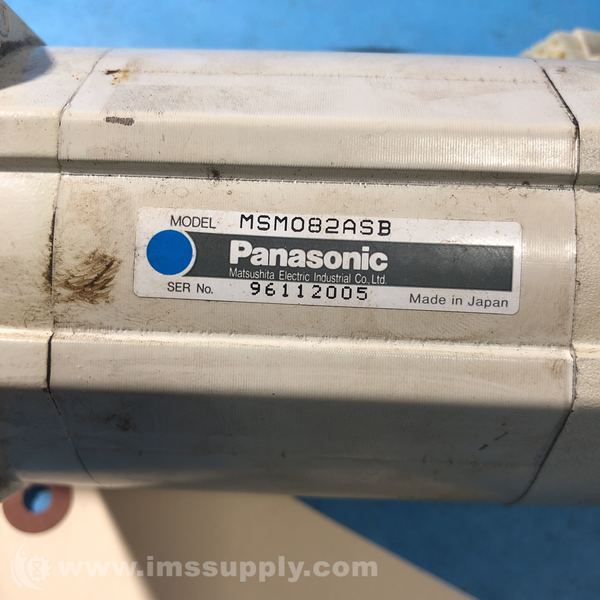 MODEL MSM082ASB
Panasonic
Matsushita Electric Industrial Co.,Ltd.
SER No. 96112005 Made in Japan
www.imssupply.com